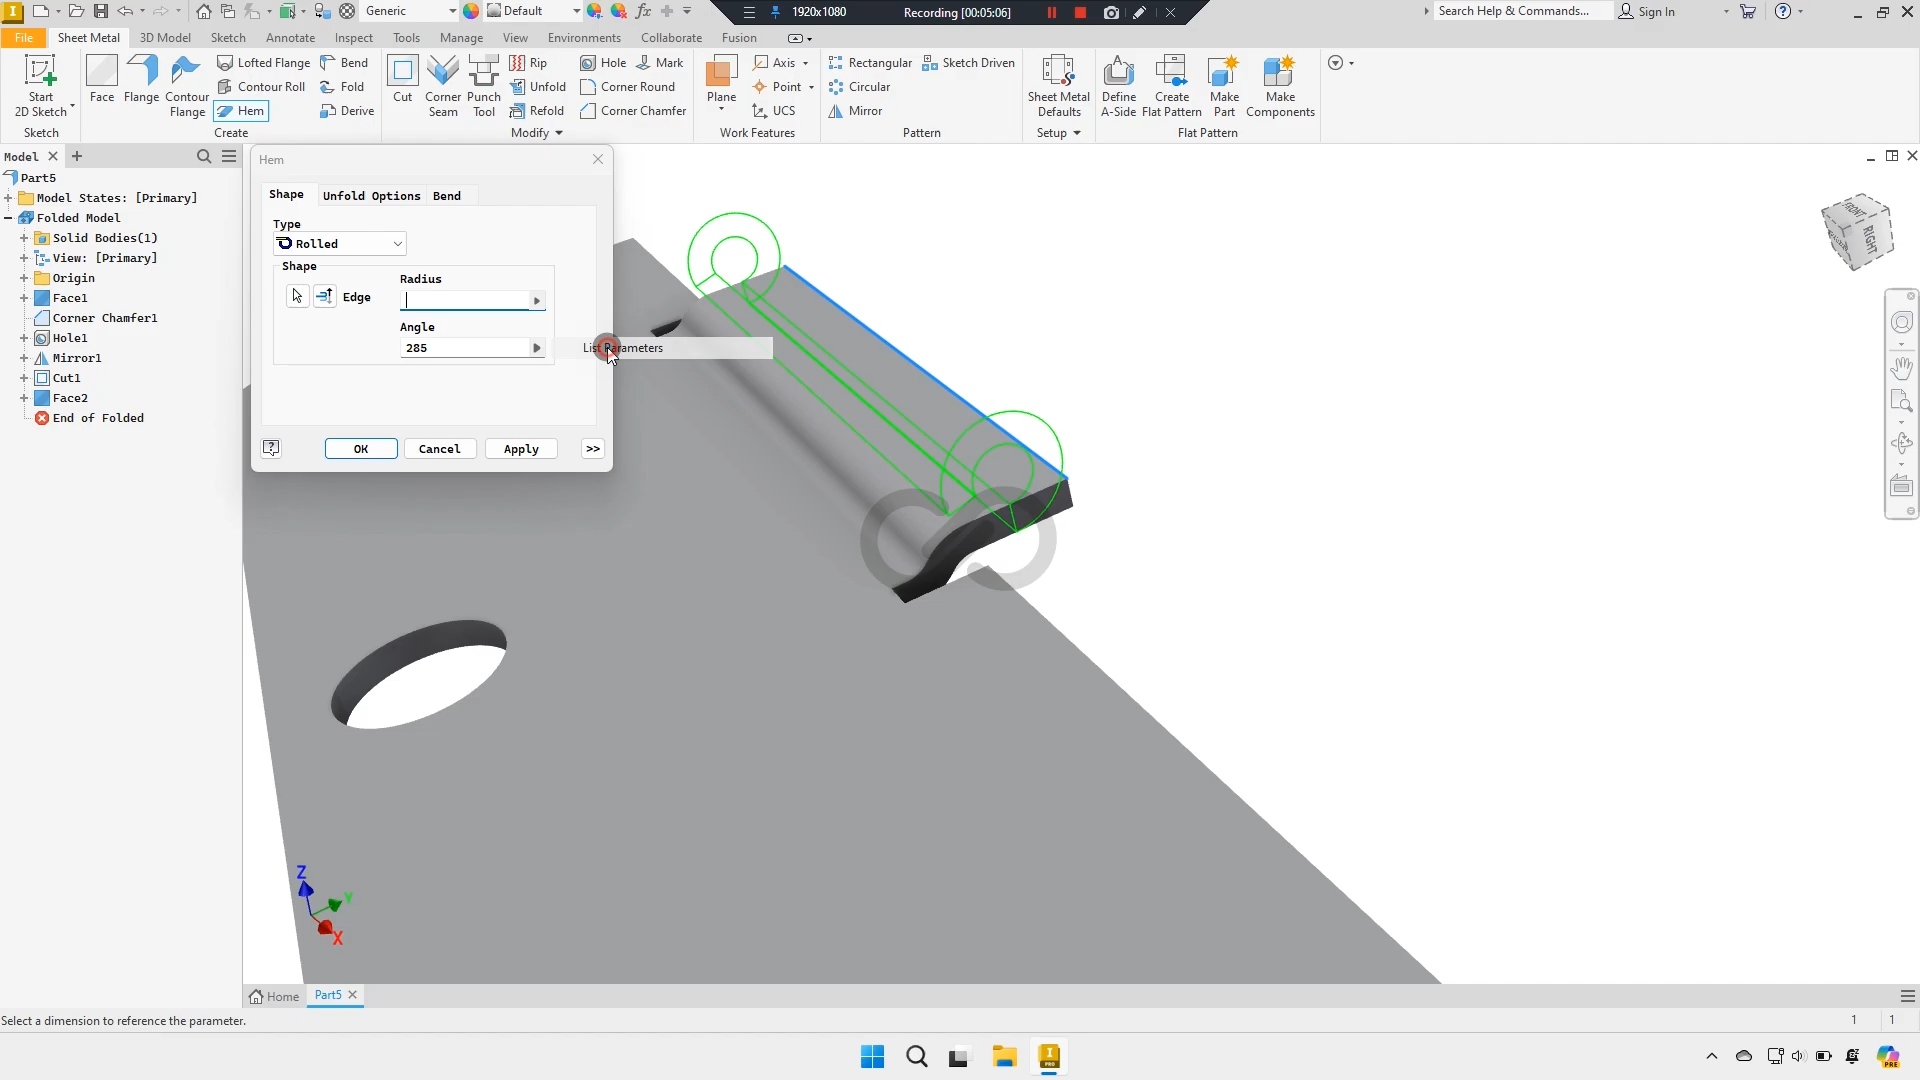 Generic
Default
1920x1080
Recording [00:05:06]
Search Help & Commands...
Sign In
File
Sheet Metal
3D Model
Sketch
Annotate
Inspect
Tools
Manage
View
Environments
Collaborate
Fusion
Start
2D Sketch
Face
Flange
Contour
Flange
Lofted Flange
Contour Roll
Hem
Bend
Fold
Derive
Cut
Corner
Seam
Punch
Tool
Rip
Unfold
Refold
Hole
Mark
Corner Round
Corner Chamfer
Plane
Axis
Point
UCS
Rectangular
Circular
Mirror
Sketch Driven
Sheet Metal
Defaults
Define
A-Side
Create
Flat Pattern
Make
Part
Make
Components
Sketch
Create
Modify
Work Features
Pattern
Setup
Flat Pattern
Model
Part5
Model States: [Primary]
Folded Model
Solid Bodies(1)
View: [Primary]
Origin
Face1
Corner Chamfer1
Hole1
Mirror1
Cut1
Face2
End of Folded
Hem
Shape
Unfold Options
Bend
Type
Rolled
Shape
Edge
Radius
Angle
285
List Parameters
OK
Cancel
Apply
>>
FRONT
RIGHT
Z
Y
X
Home
Part5
Select a dimension to reference the parameter.
1
1